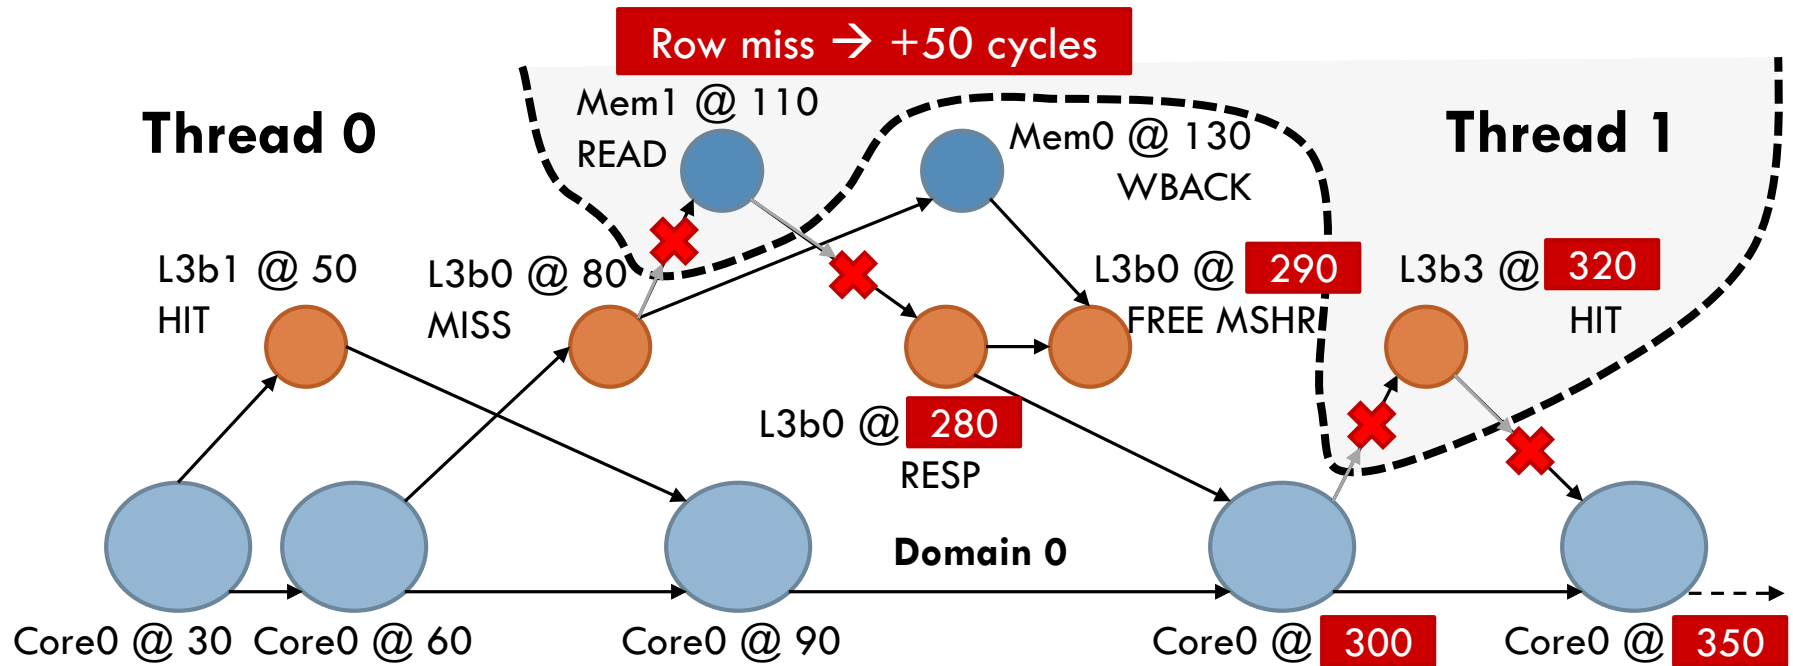 Row miss → +50 cycles
Thread 0
Mem1 @ 110
READ
Mem0 @ 130
WBACK
Thread 1
L3b1 @ 50
HIT
L3b0 @ 80
MISS
L3b0 @ 290
FREE MSHR
L3b3 @ 320
HIT
L3b0 @ 280
RESP
Domain 0
Core0 @ 30
Core0 @ 60
Core0 @ 90
Core0 @ 300
Core0 @ 350